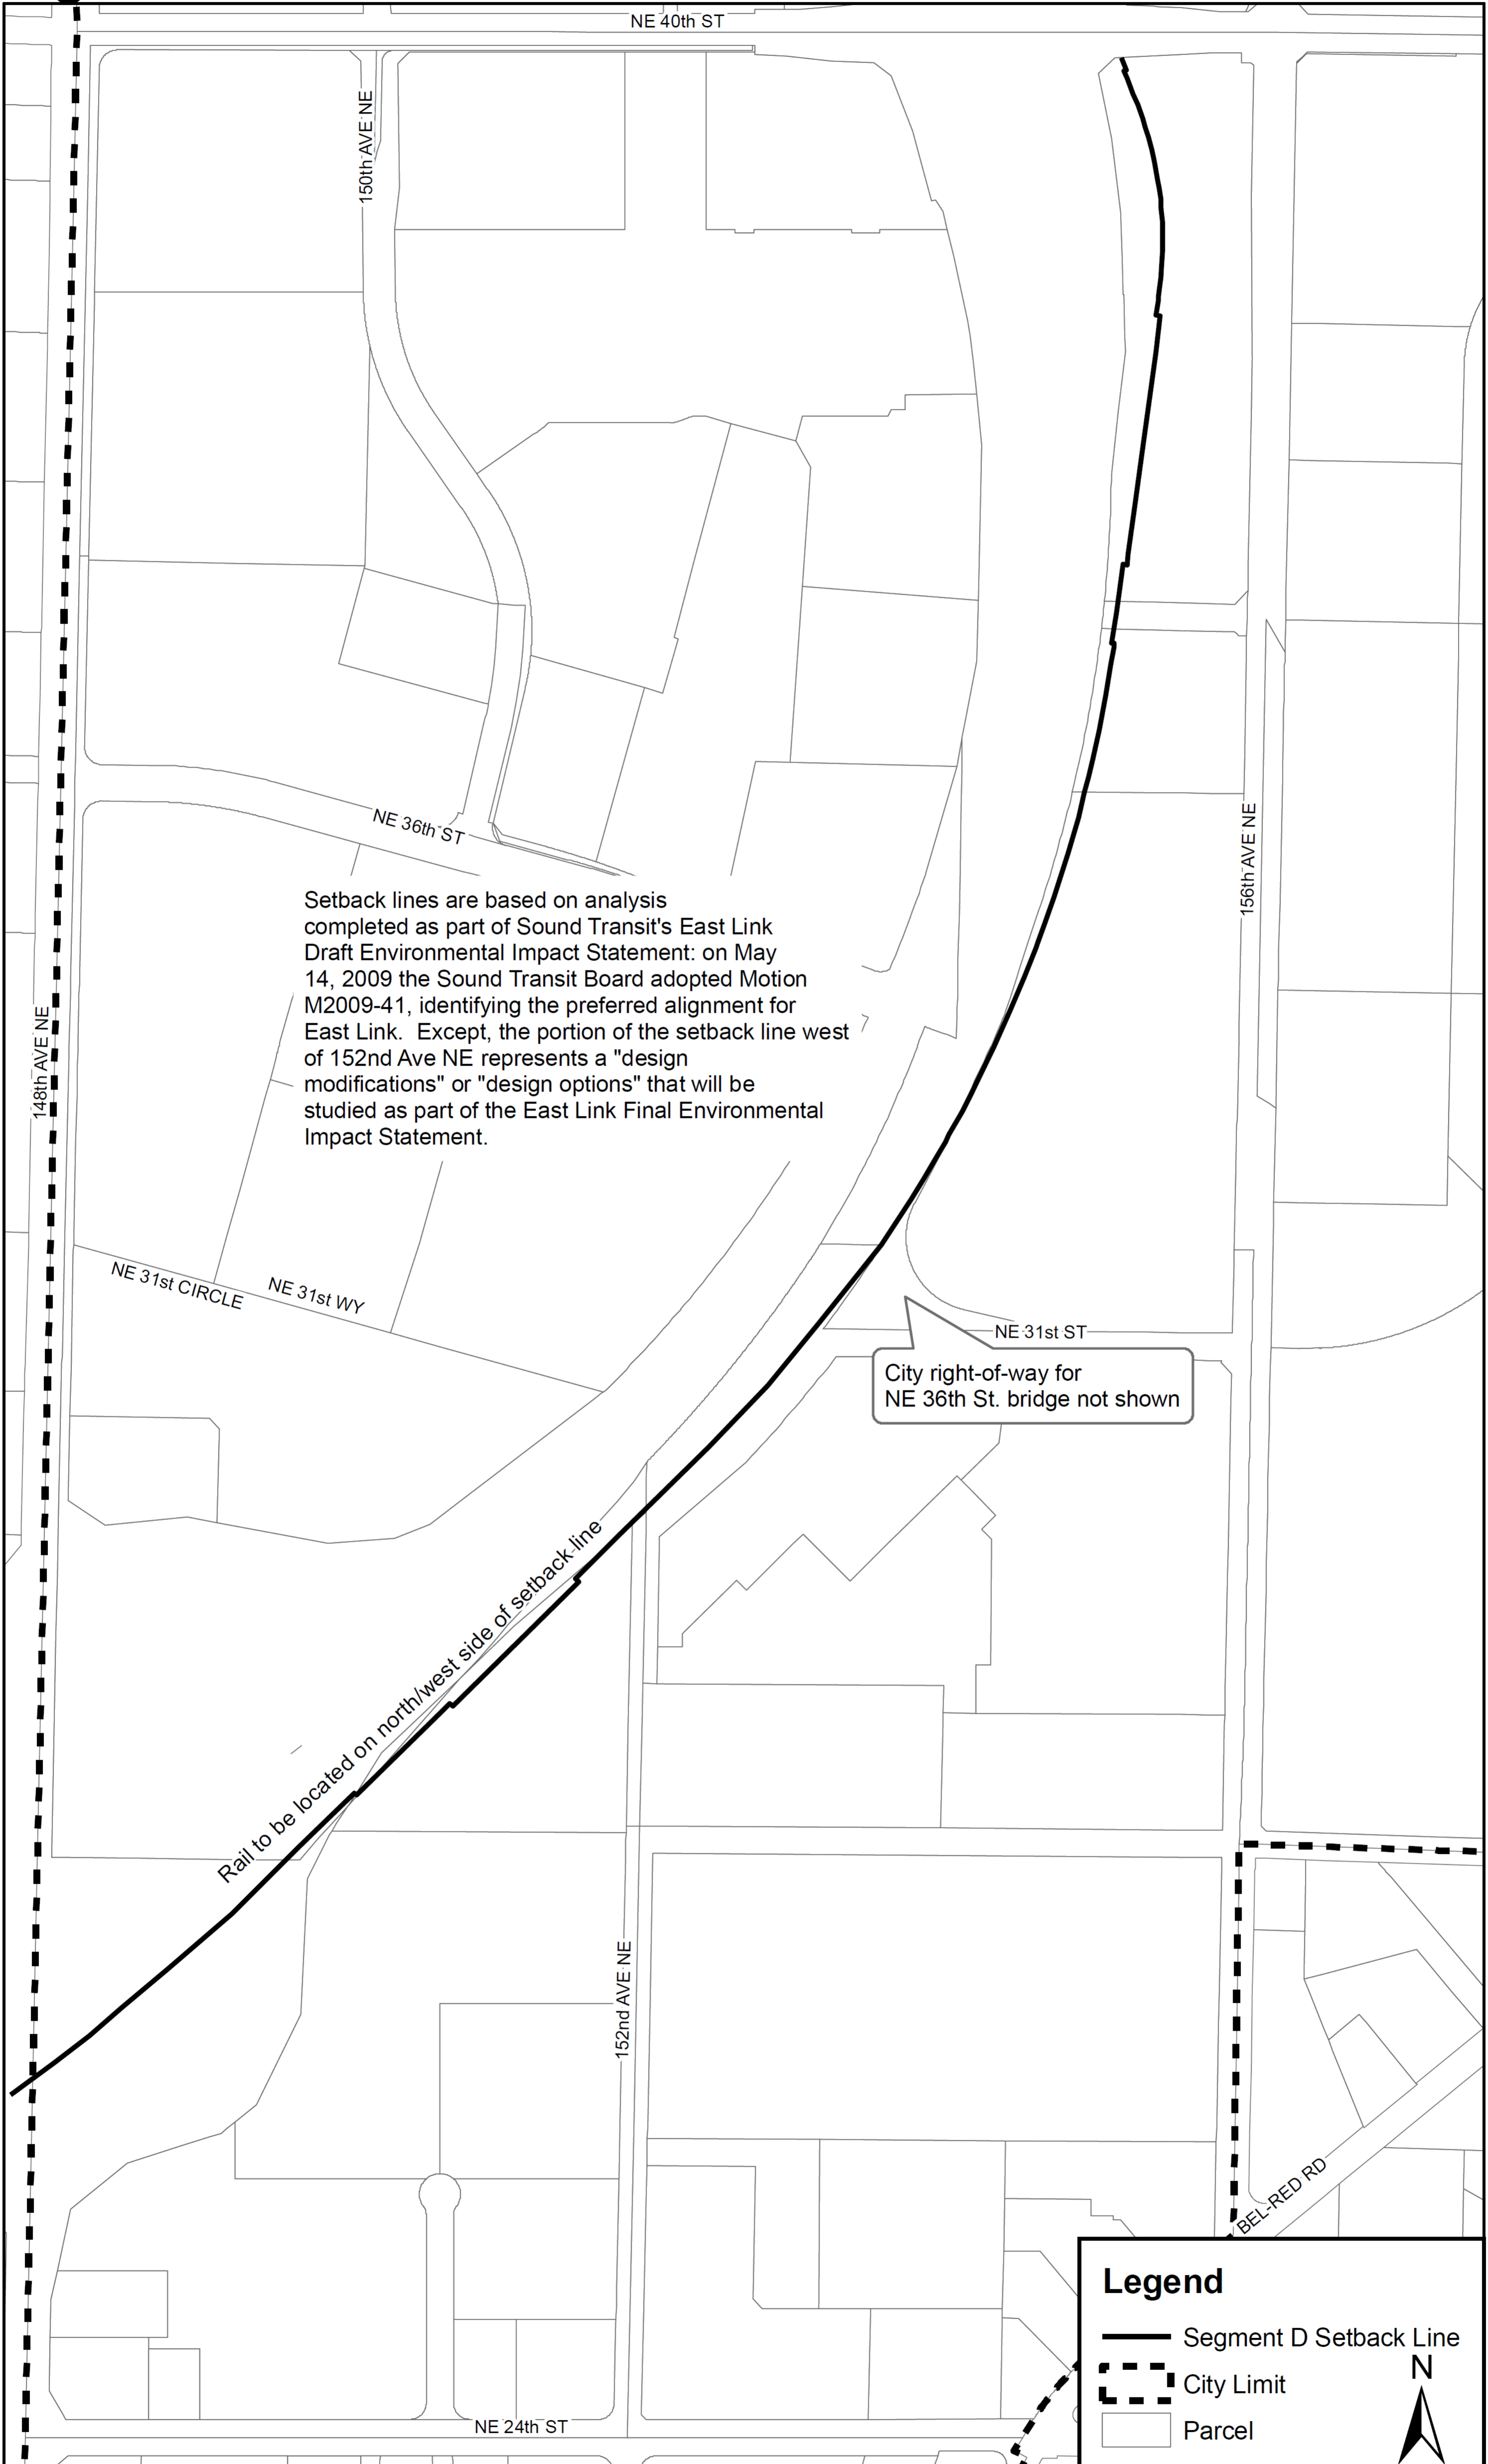 NE 40th ST
150th AVE NE
NE 36th ST
156th AVE NE
Setback lines are based on analysis
completed as part of Sound Transit's East Link
Draft Environmental Impact Statement: on May
14, 2009 the Sound Transit Board adopted Motion
M2009-41, identifying the preferred alignment for
East Link. Except, the portion of the setback line west
of 152nd Ave NE represents a "design
modifications" or "design options" that will be
studied as part of the East Link Final Environmental
Impact Statement.
148th AVE NE
NE 31st CIRCLE
NE 31st WY
NE 31st ST
City right-of-way for
NE 36th St. bridge not shown
Rail to be located on north/west side of setback line
152nd AVE NE
BEL-RED RD
Legend
Segment D Setback Line
N
City Limit
Parcel
NE 24th ST